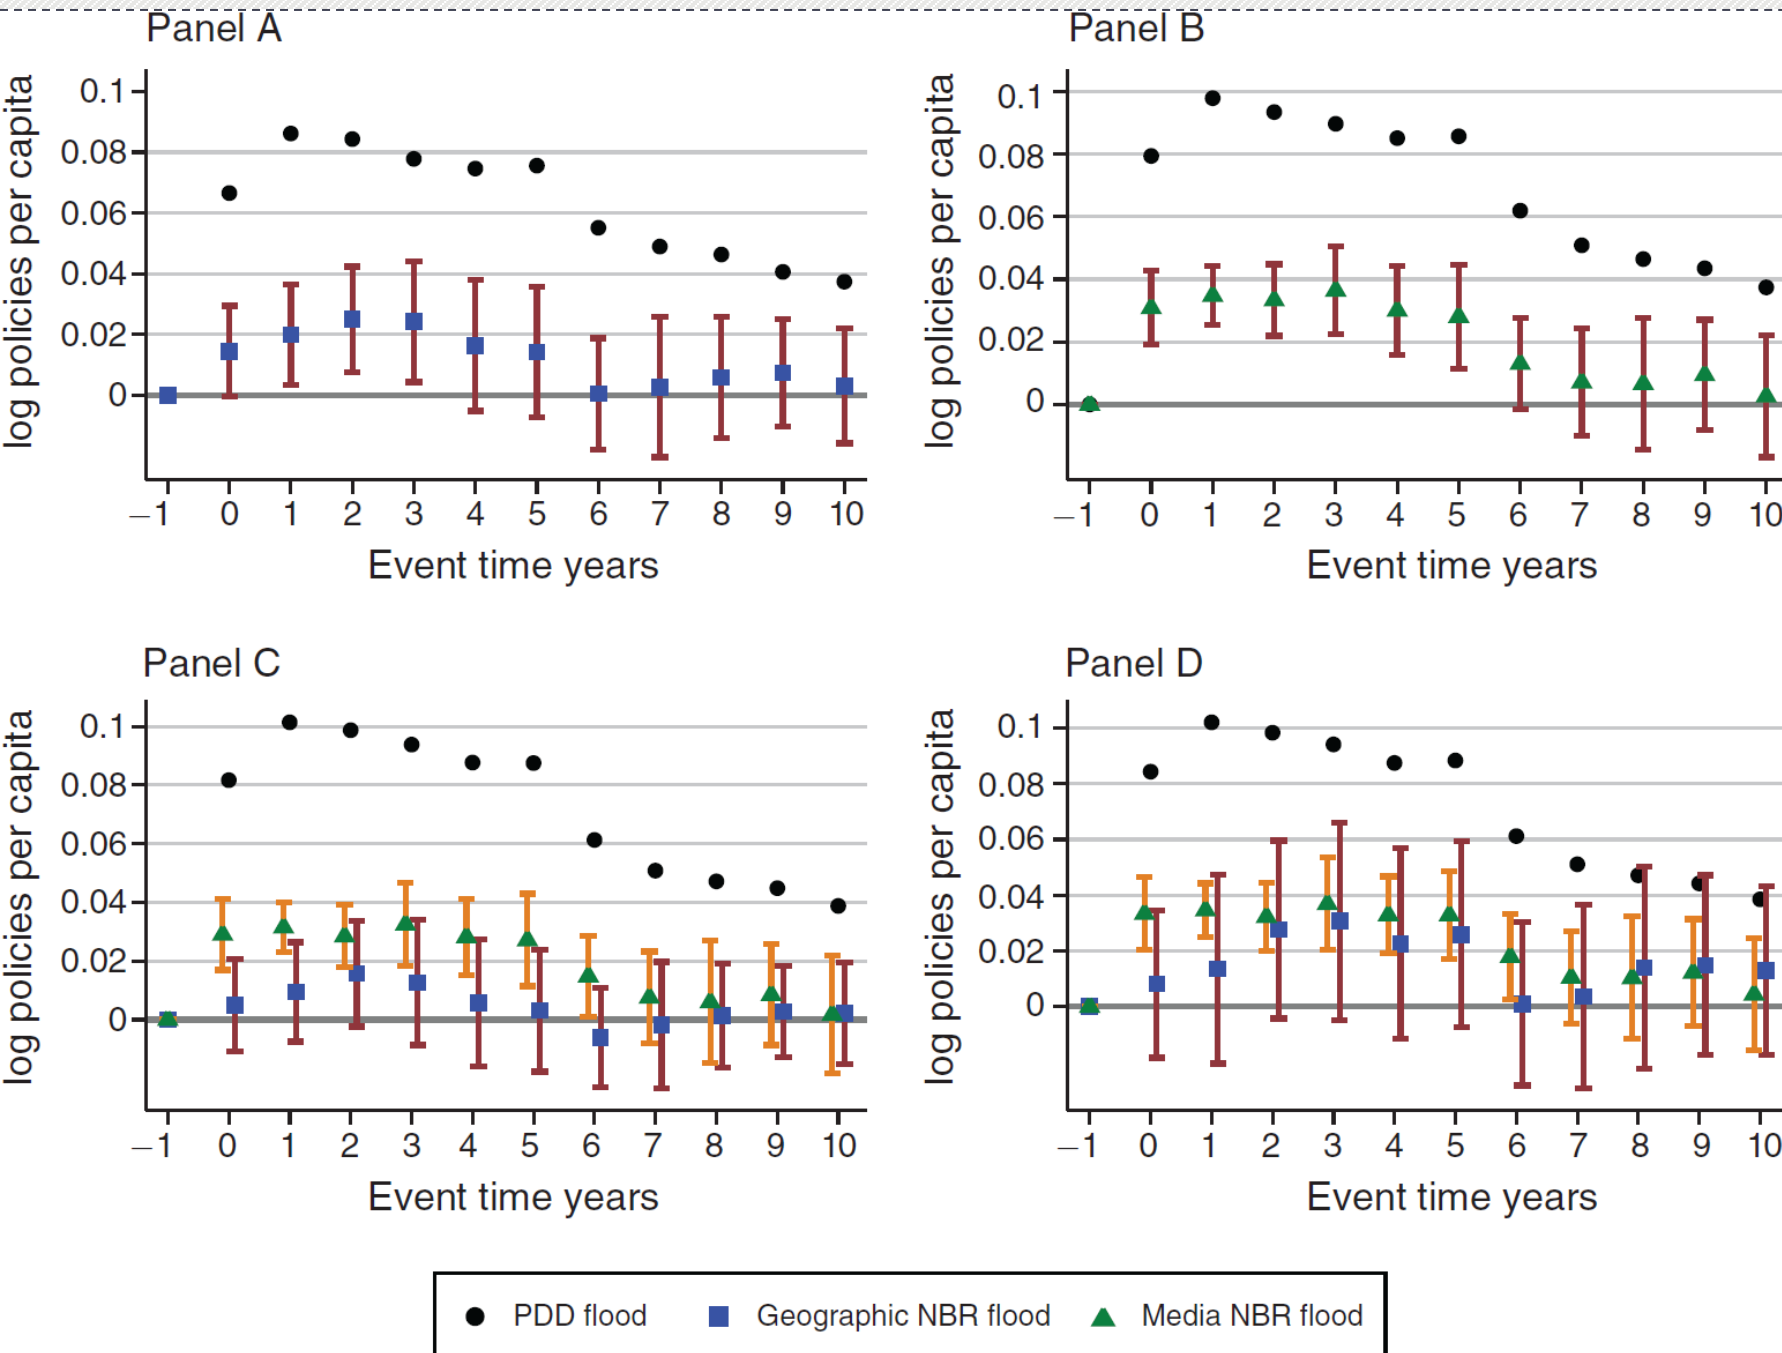 Panel A
log policies per capita
0.1
0.08
0.06
0.04
0.02
0
−1 0 1 2 3 4 5 6 7 8 9 10
Event time years
Panel B
log policies per capita
0.1
0.08
0.06
0.04
0.02
0
−1 0 1 2 3 4 5 6 7 8 9 10
Event time years
Panel C
log policies per capita
0.1
0.08
0.06
0.04
0.02
0
−1 0 1 2 3 4 5 6 7 8 9 10
Event time years
Panel D
log policies per capita
0.1
0.08
0.06
0.04
0.02
0
−1 0 1 2 3 4 5 6 7 8 9 10
Event time years
PDD flood Geographic NBR flood Media NBR flood